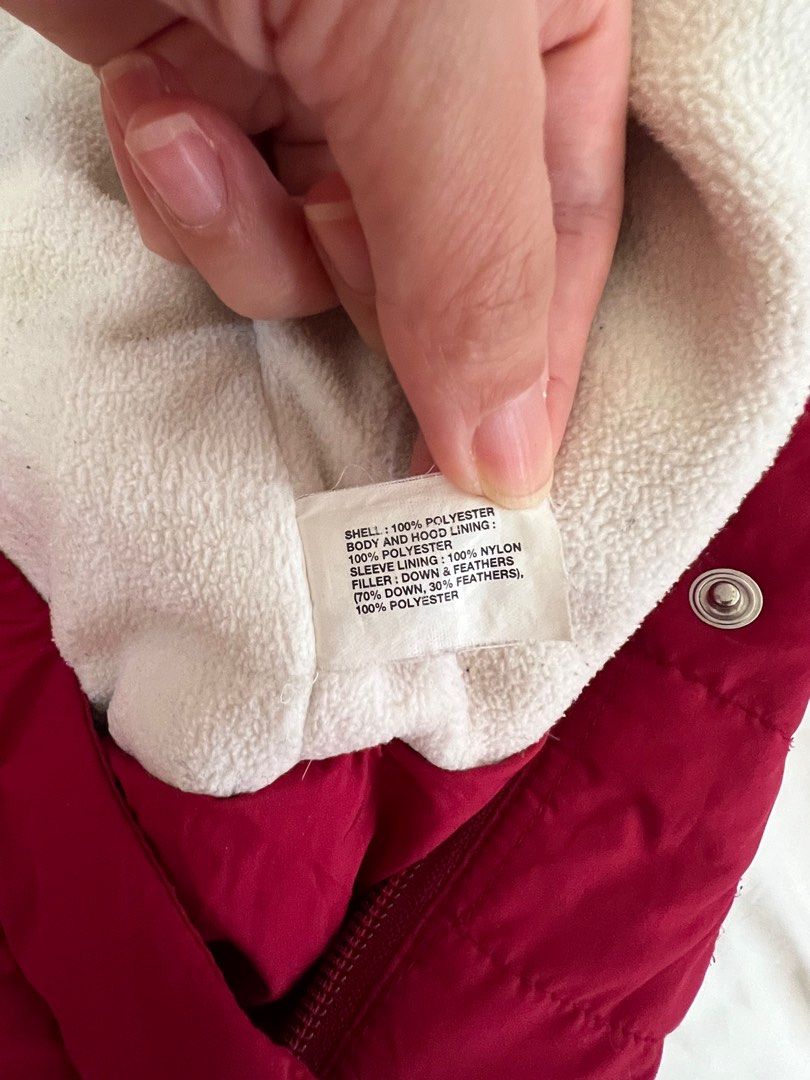 SHELL : 100% POLYESTER
BODY AND HOOD LINING :
100% POLYESTER
SLEEVE LINING : 100% NYLON
FILLER : DOWN & FEATHERS
(70% DOWN, 30% FEATHERS),
100% POLYESTER